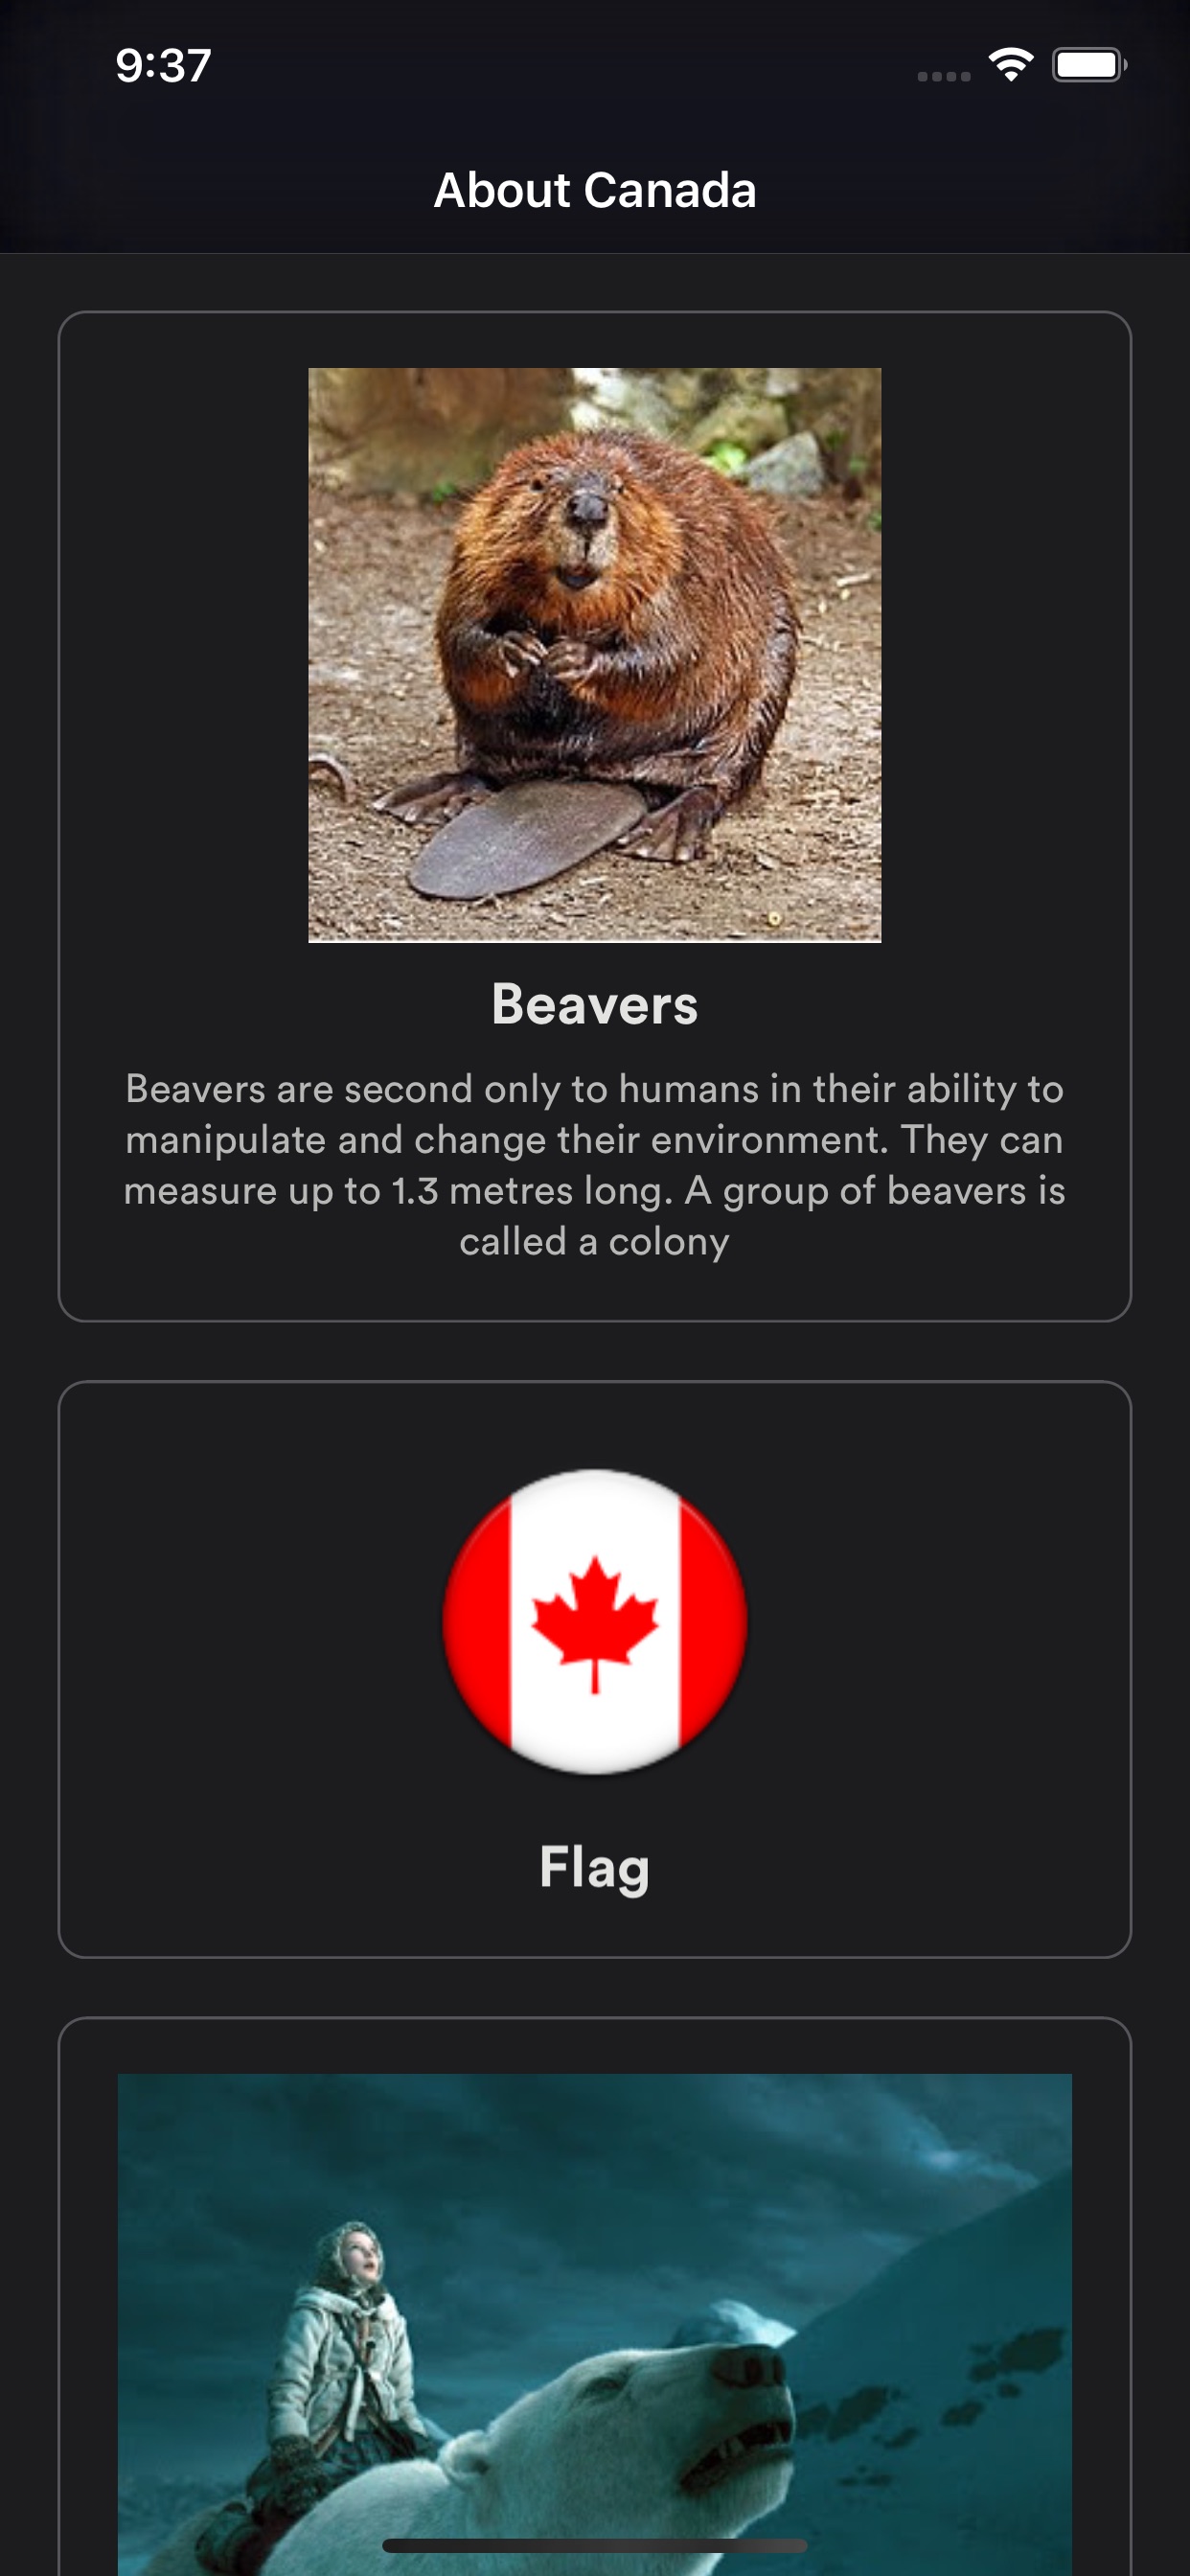 9:37
About Canada
Beavers
Beavers are second only to humans in their ability to
manipulate and change their environment. They can
measure up to 1.3 metres long. A group of beavers is
called a colony
Flag